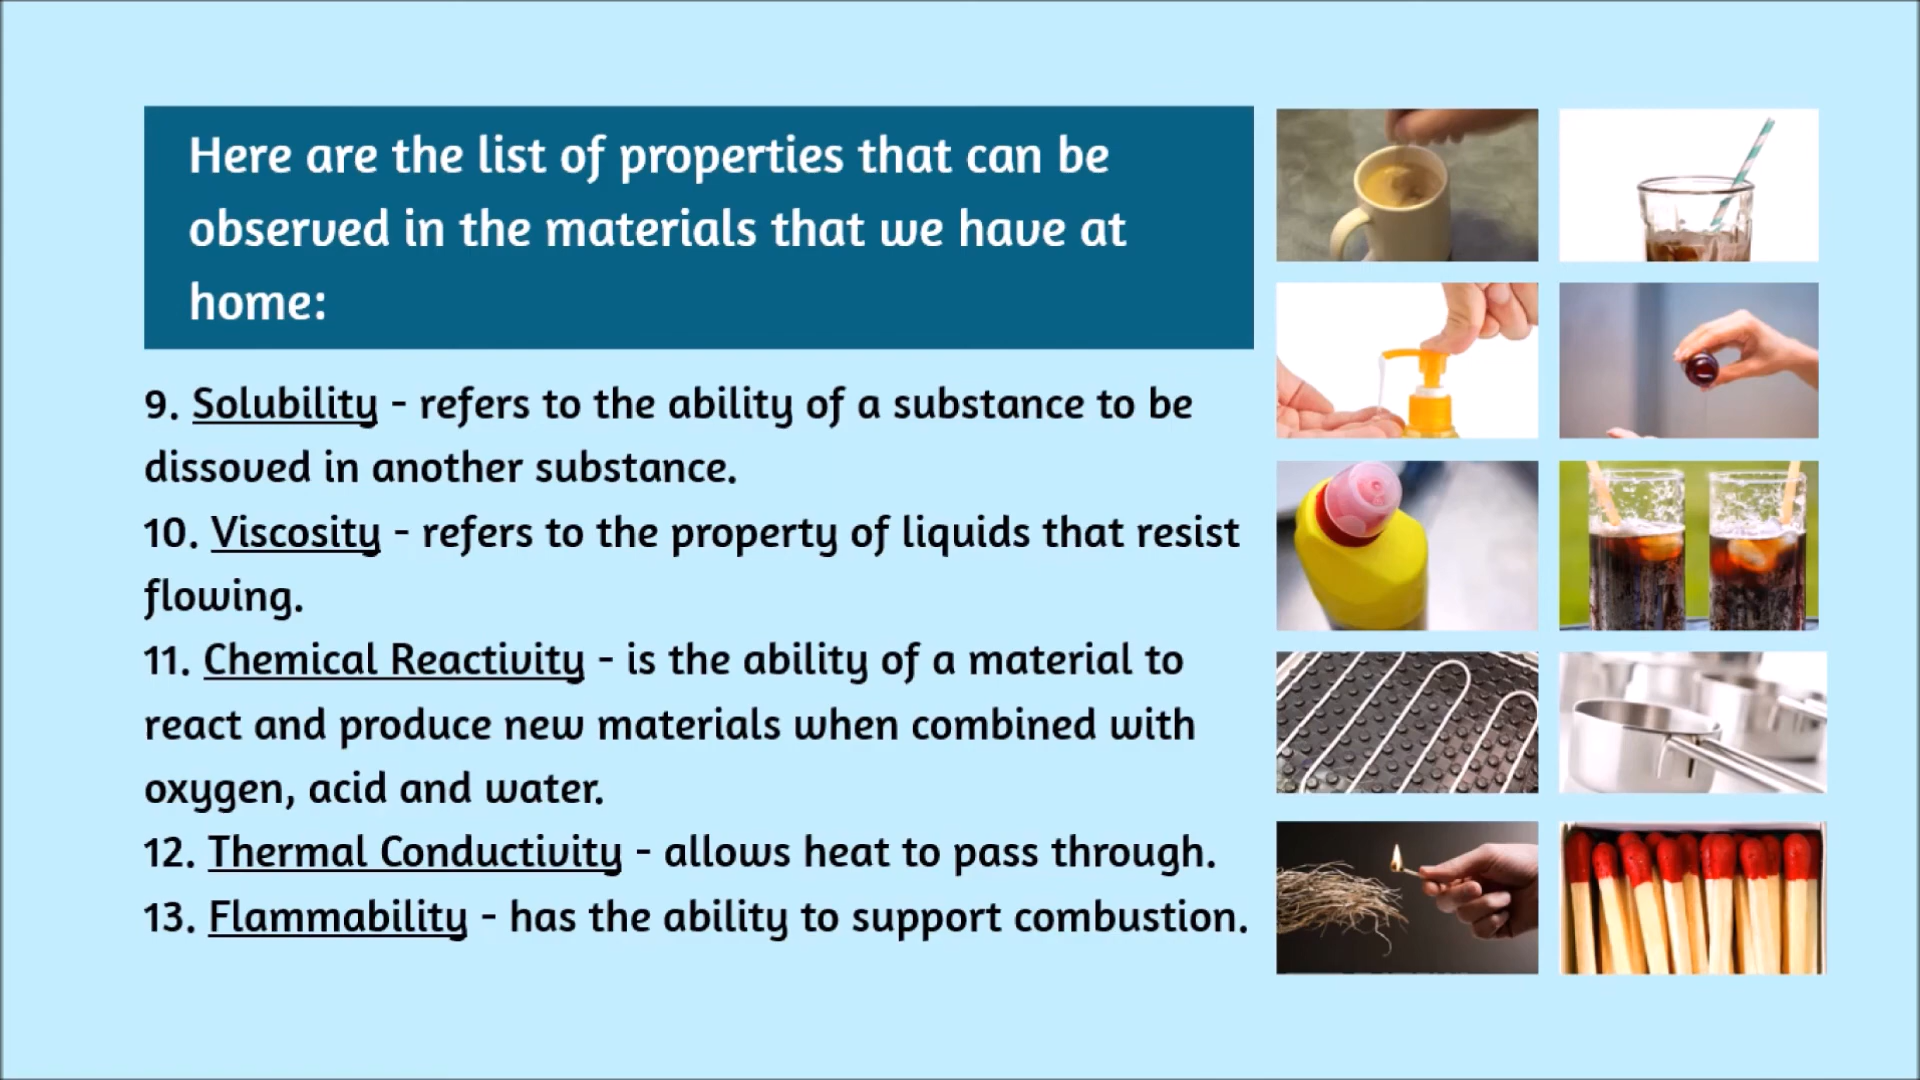 Here are the list of properties that can be
observed in the materials that we have at
home:
9. Solubility - refers to the ability of a substance to be
dissoved in another substance.
10. Viscosity - refers to the property of liquids that resist
flowing.
11. Chemical Reactivity - is the ability of a material to
react and produce new materials when combined with
oxygen, acid and water.
12. Thermal Conductivity - allows heat to pass through.
13. Flammability - has the ability to support combustion.